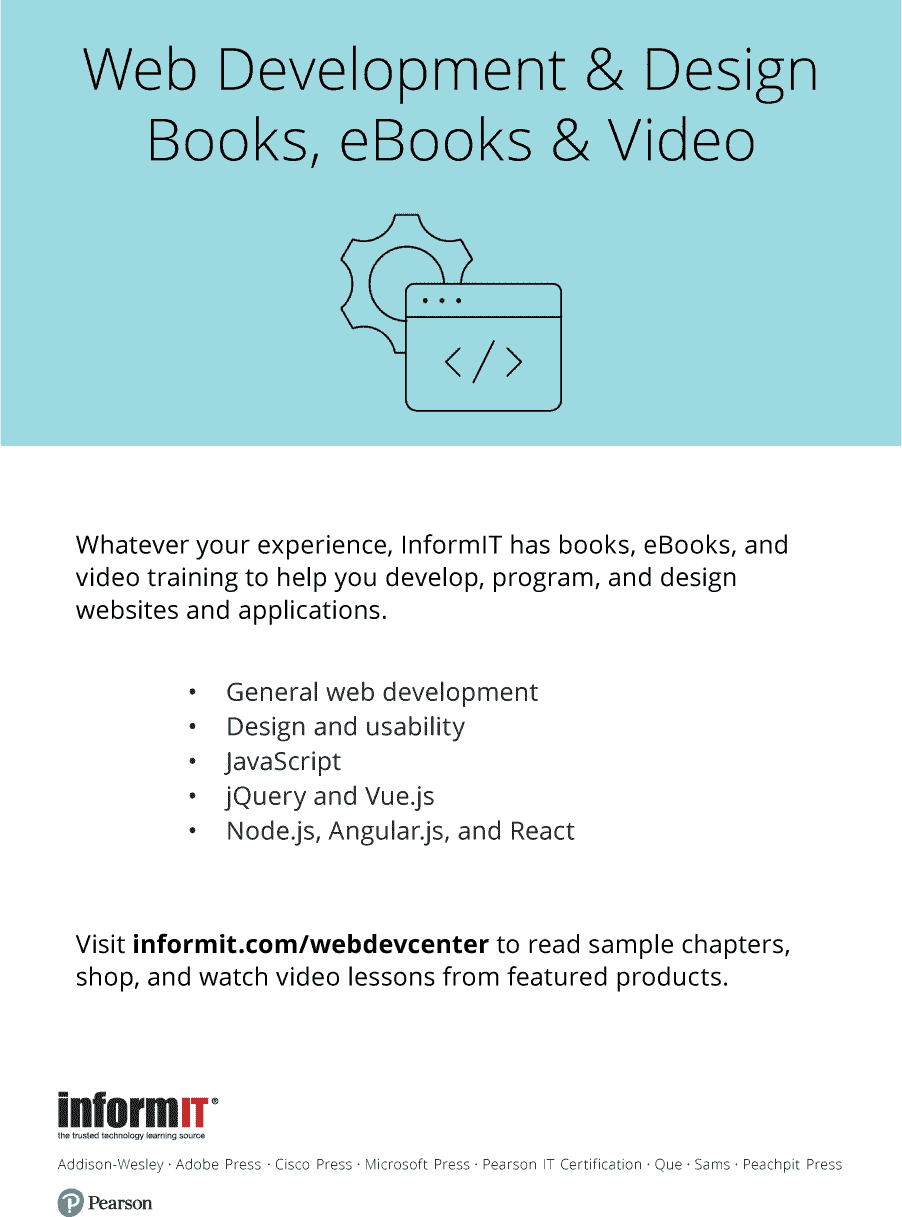 Web Development & Design
Books, eBooks & Video
</>
Whatever your experience, InformIT has books, eBooks, and
video training to help you develop, program, and design
websites and applications.
• General web development
• Design and usability
• JavaScript
• jQuery and Vue.js
• Node.js, Angular.js, and React
Visit informit.com/webdevcenter to read sample chapters,
shop, and watch video lessons from featured products.
informIT®
the trusted technology learning source
Addison-Wesley · Adobe Press · Cisco Press · Microsoft Press · Pearson IT Certification · Que · Sams · Peachpit Press
P Pearson